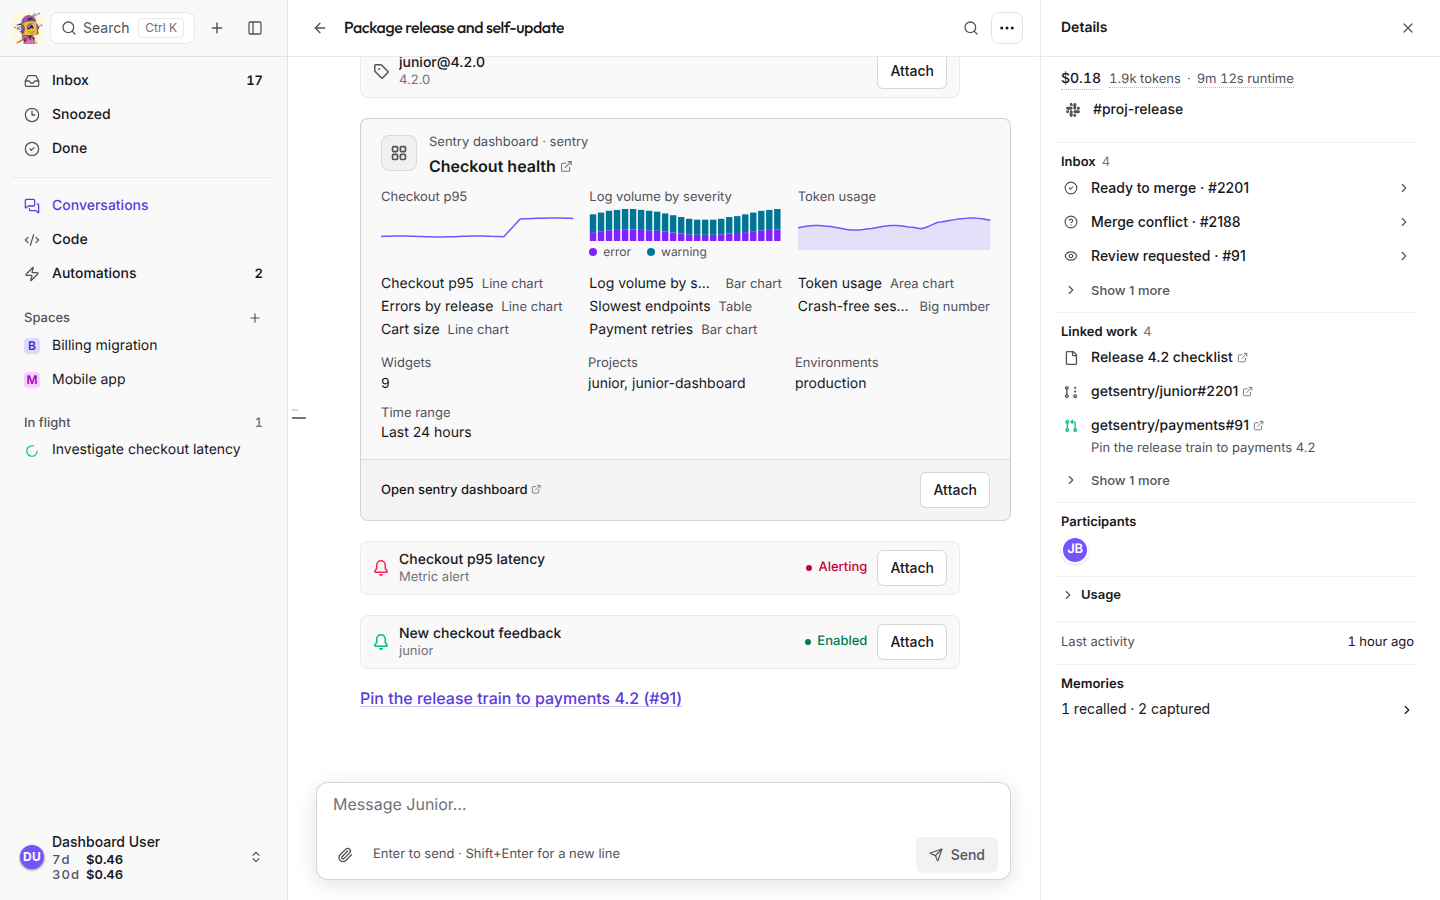 Search
Ctrl K
Inbox 17
Snoozed
Done
Conversations
Code
Automations 2
Spaces
B Billing migration
M Mobile app
In flight 1
Investigate checkout latency
DU
Dashboard User
7d $0.46
30d $0.46
Package release and self-update
junior@4.2.0
4.2.0
Attach
Sentry dashboard · sentry
Checkout health
Checkout p95
Log volume by severity
error warning
Token usage
Checkout p95 Line chart
Log volume by s... Bar chart
Token usage Area chart
Errors by release Line chart
Slowest endpoints Table
Crash-free ses... Big number
Cart size Line chart
Payment retries Bar chart
Widgets
9
Projects
junior, junior-dashboard
Environments
production
Time range
Last 24 hours
Open sentry dashboard
Attach
Checkout p95 latency
Metric alert
Alerting
Attach
New checkout feedback
junior
Enabled
Attach
Pin the release train to payments 4.2 (#91)
Message Junior...
Enter to send · Shift+Enter for a new line
Send
Details
$0.18 1.9k tokens · 9m 12s runtime
#proj-release
Inbox 4
Ready to merge · #2201
Merge conflict · #2188
Review requested · #91
Show 1 more
Linked work 4
Release 4.2 checklist
getsentry/junior#2201
getsentry/payments#91
Pin the release train to payments 4.2
Show 1 more
Participants
JB
Usage
Last activity 1 hour ago
Memories
1 recalled · 2 captured